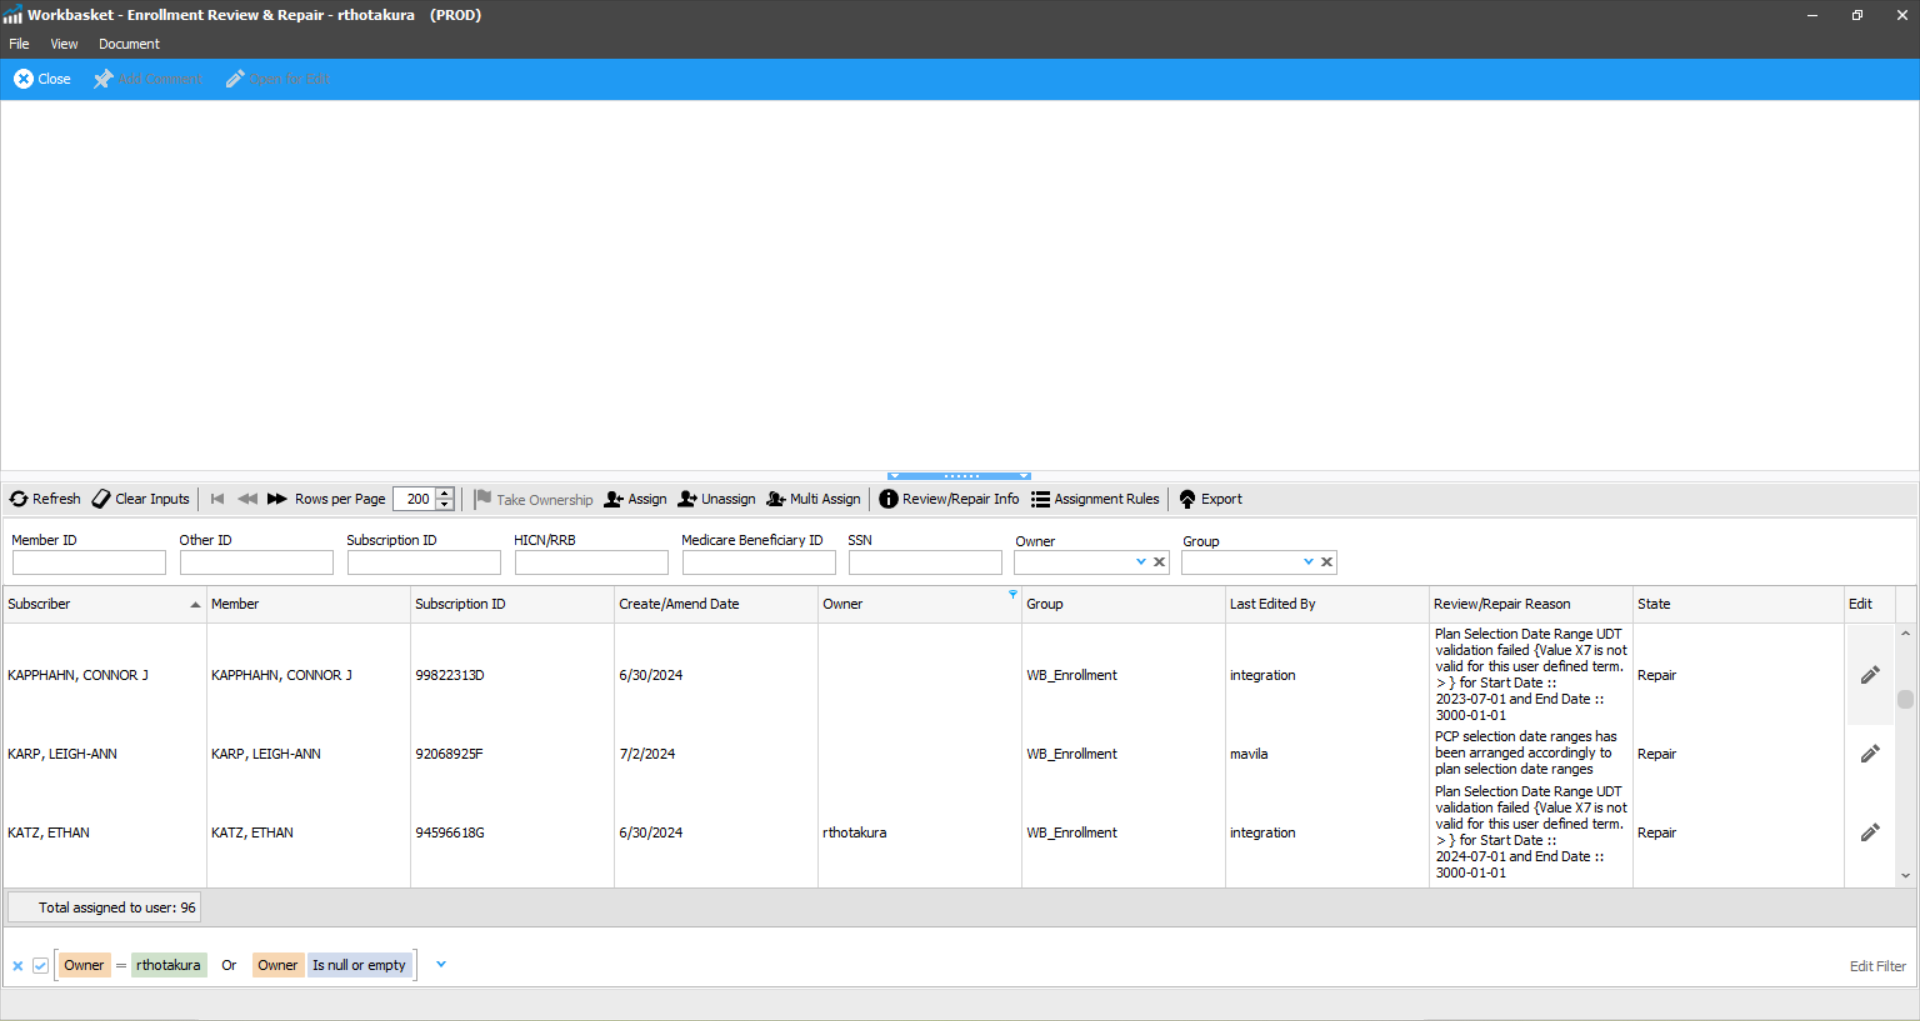 Workbasket - Enrollment Review & Repair - rthotakura (PROD)
File View Document
Close Add Comment Open for Edit
Refresh Clear Inputs Rows per Page 200 Take Ownership Assign Unassign Multi Assign Review/Repair Info Assignment Rules Export
Member ID Other ID Subscription ID HICN/RRB Medicare Beneficiary ID SSN Owner Group
Subscriber Member Subscription ID Create/Amend Date Owner Group Last Edited By Review/Repair Reason State Edit
Plan Selection Date Range UDT
validation failed {Value X7 is not
valid for this user defined term.
KAPPHAHN, CONNOR J KAPPHAHN, CONNOR J 99822313D 6/30/2024 WB_Enrollment integration > } for Start Date :: Repair
2023-07-01 and End Date ::
3000-01-01
PCP selection date ranges has
KARP, LEIGH-ANN KARP, LEIGH-ANN 92068925F 7/2/2024 WB_Enrollment mavila been arranged accordingly to Repair
plan selection date ranges
Plan Selection Date Range UDT
validation failed {Value X7 is not
valid for this user defined term.
KATZ, ETHAN KATZ, ETHAN 94596618G 6/30/2024 rthotakura WB_Enrollment integration > } for Start Date :: Repair
2024-07-01 and End Date ::
3000-01-01
Total assigned to user: 96
Owner = rthotakura Or Owner Is null or empty Edit Filter